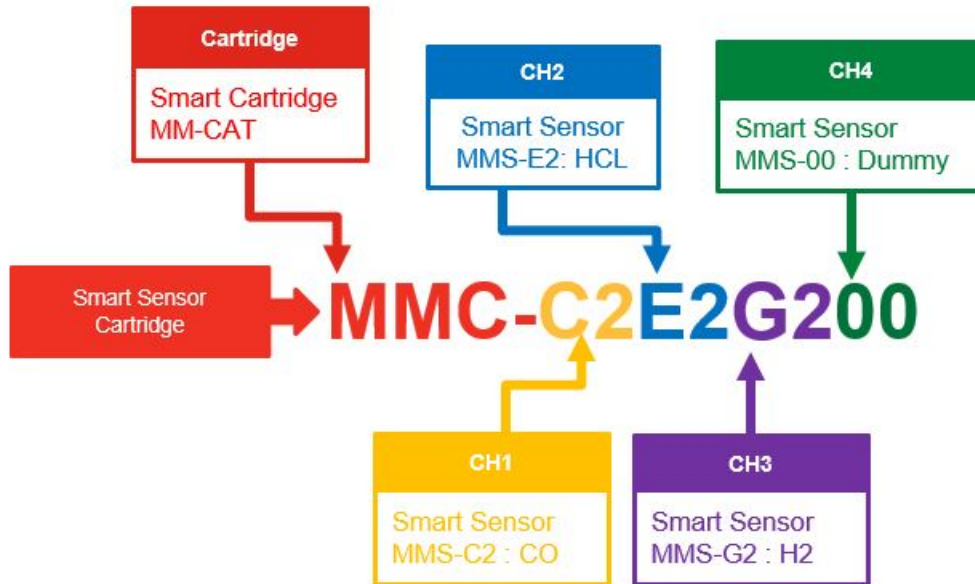 Cartridge
Smart Cartridge
MM-CAT
CH2
Smart Sensor
MMS-E2: HCL
CH4
Smart Sensor
MMS-00 : Dummy
Smart Sensor
Cartridge
MMC-C2E2G200
CH1
Smart Sensor
MMS-C2 : CO
CH3
Smart Sensor
MMS-G2 : H2